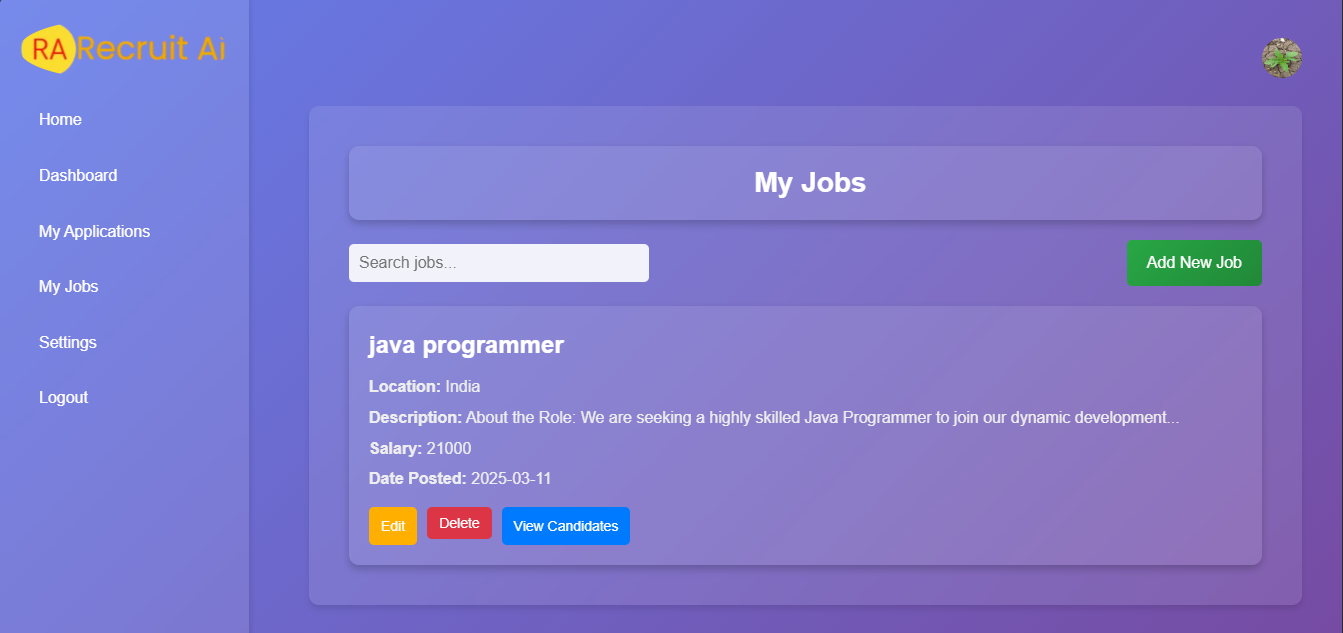 RA Recruit Ai
Home
Dashboard
My Applications
My Jobs
Settings
Logout
My Jobs
Search jobs...
Add New Job
java programmer
Location: India
Description: About the Role: We are seeking a highly skilled Java Programmer to join our dynamic development...
Salary: 21000
Date Posted: 2025-03-11
Edit
Delete
View Candidates